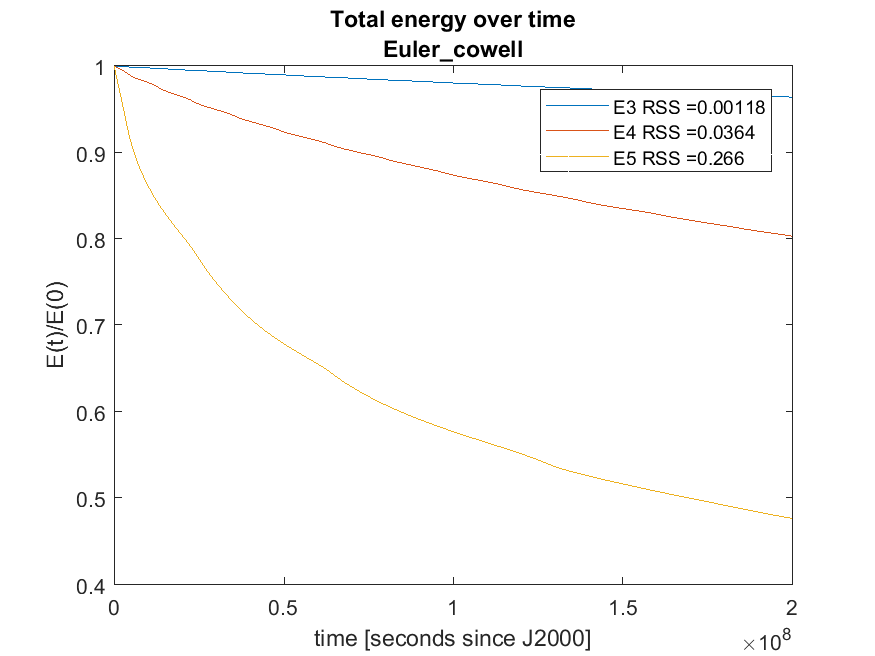 Total energy over time
Euler_cowell
1
0.9
0.8
0.7
0.6
0.5
0.4
E(t)/E(0)
E3 RSS =0.00118
E4 RSS =0.0364
E5 RSS =0.266
0
0.5
1
1.5
2
time [seconds since J2000]
×10⁸